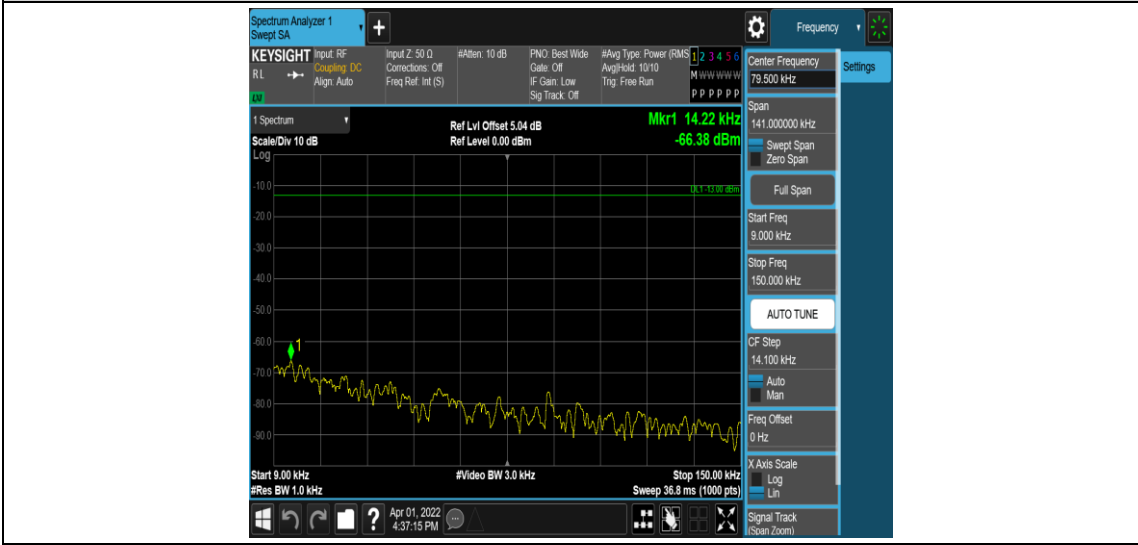 Spectrum Analyzer 1
Swept SA
+
Frequency
KEYSIGHT
Input: RF
Input Z: 50 Ω
#Atten: 10 dB
PNO: Best Wide
#Avg Type: Power (RMS
1 2 3 4 5 6
RL
Coupling: DC
Corrections: Off
Gate: Off
Avg|Hold: 10/10
M W W W W W
Align: Auto
Freq Ref: Int (S)
IF Gain: Low
Trig: Free Run
Sig Track: Off
P P P P P P
LXI
1 Spectrum
Ref Lvl Offset 5.04 dB
Mkr1 14.22 kHz
Scale/Div 10 dB
Ref Level 0.00 dBm
-66.38 dBm
Log
DL1 -13.00 dBm
-10.0
-20.0
-30.0
-40.0
-50.0
-60.0
1
-70.0
-80.0
-90.0
Start 9.00 kHz
#Video BW 3.0 kHz
Stop 150.00 kHz
#Res BW 1.0 kHz
Sweep 36.8 ms (1000 pts)
?
Apr 01, 2022
4:37:15 PM
Center Frequency
79.500 kHz
Settings
Span
141.000000 kHz
Swept Span
Zero Span
Full Span
Start Freq
9.000 kHz
Stop Freq
150.000 kHz
AUTO TUNE
CF Step
14.100 kHz
Auto
Man
Freq Offset
0 Hz
X Axis Scale
Log
Lin
Signal Track
(Span Zoom)